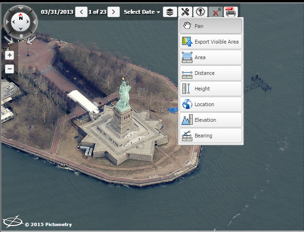 03/31/2013 1 of 23 Select Date
Pan
Export Visible Area
Area
Distance
Height
Location
Elevation
Bearing
© 2013 Pictometry